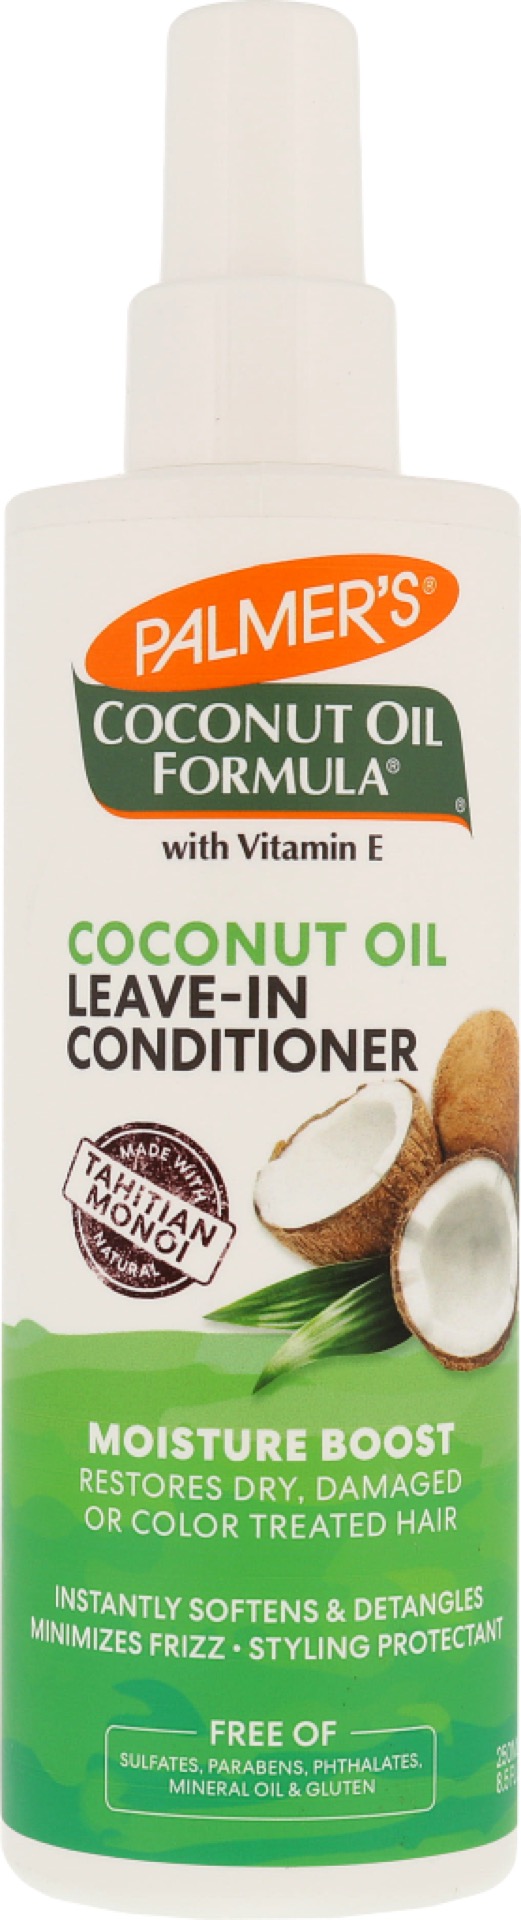 PALMER'S®
COCONUT OIL
FORMULA®
®
with Vitamin E
COCONUT OIL
LEAVE-IN
CONDITIONER
MADE WITH
TAHITIAN
MONOI
NATURAL
MOISTURE BOOST
RESTORES DRY, DAMAGED
OR COLOR TREATED HAIR
INSTANTLY SOFTENS & DETANGLES
MINIMIZES FRIZZ • STYLING PROTECTANT
FREE OF
SULFATES, PARABENS, PHTHALATES,
MINERAL OIL & GLUTEN